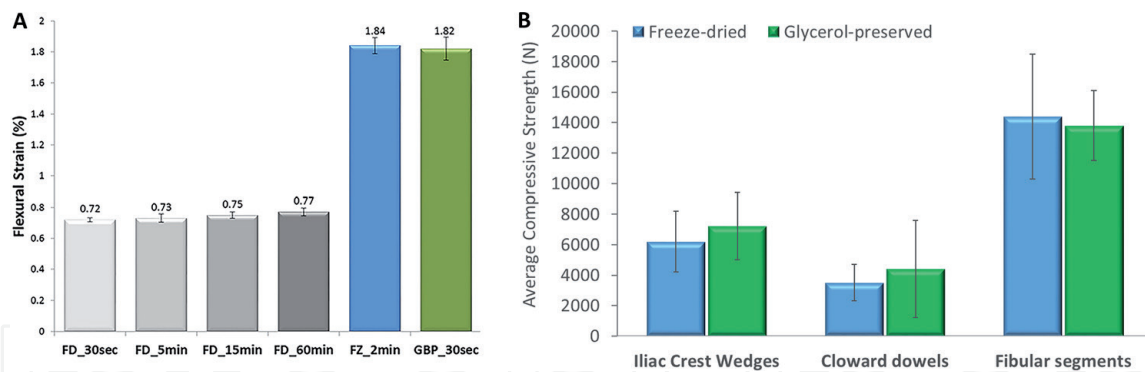 A
Flexural Strain (%)
2
1.8
1.6
1.4
1.2
1
0.8
0.6
0.4
0.2
0
0.72
0.73
0.75
0.77
1.84
1.82
FD_30sec
FD_5min
FD_15min
FD_60min
FZ_2min
GBP_30sec
B
Freeze-dried
Glycerol-preserved
Average Compressive Strength (N)
20000
18000
16000
14000
12000
10000
8000
6000
4000
2000
0
Iliac Crest Wedges
Cloward dowels
Fibular segments